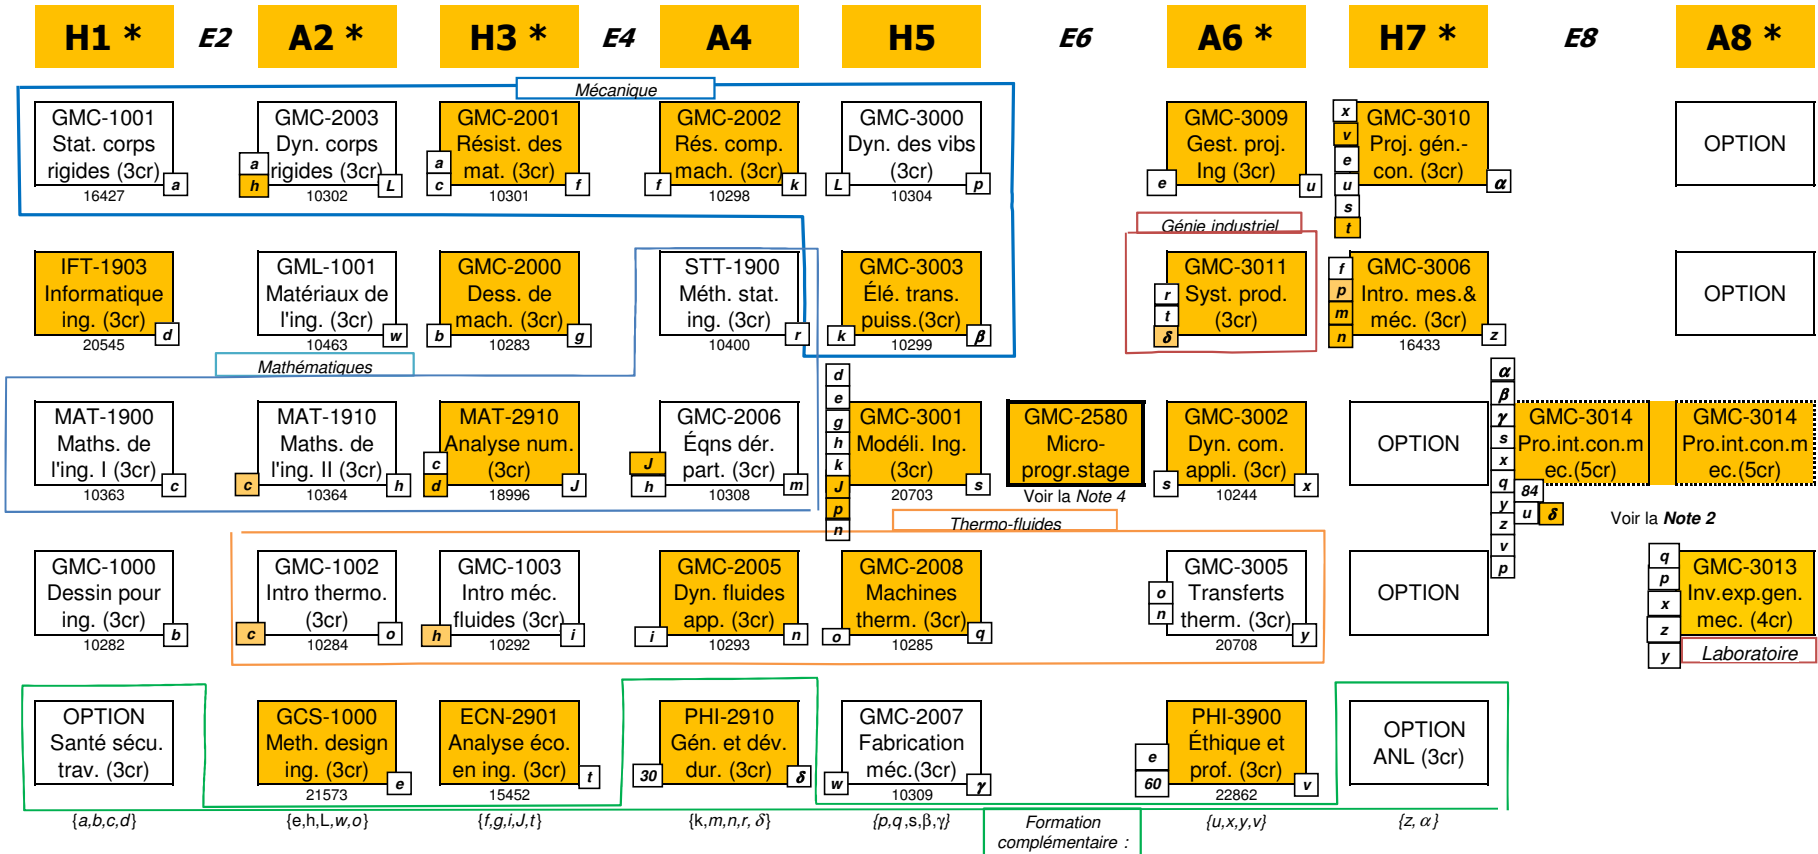 H1 *
E2
A2 *
H3 *
E4
A4
H5
E6
A6 *
H7 *
E8
A8 *
Mécanique
GMC-1001
Stat. corps
rigides (3cr)
a
16427
GMC-2003
Dyn. corps
rigides (3cr)
a
h
L
10302
GMC-2001
Résist. des
mat. (3cr)
a
c
f
10301
GMC-2002
Rés. comp.
mach. (3cr)
f
k
10298
GMC-3000
Dyn. des vibs
(3cr)
L
p
10304
GMC-3009
Gest. proj.
Ing (3cr)
e
u
GMC-3010
Proj. gén.-
con. (3cr)
x
v
e
u
s
t
α
OPTION
Génie industriel
IFT-1903
Informatique
ing. (3cr)
d
20545
GML-1001
Matériaux de
l'ing. (3cr)
w
10463
GMC-2000
Dess. de
mach. (3cr)
b
g
10283
STT-1900
Méth. stat.
ing. (3cr)
r
10400
GMC-3003
Élé. trans.
puiss.(3cr)
k
β
10299
GMC-3011
Syst. prod.
(3cr)
r
t
δ
GMC-3006
Intro. mes.&
méc. (3cr)
f
p
m
n
z
16433
OPTION
Mathématiques
MAT-1900
Maths. de
l'ing. I (3cr)
c
10363
MAT-1910
Maths. de
l'ing. II (3cr)
c
h
10364
MAT-2910
Analyse num.
(3cr)
c
d
J
18996
GMC-2006
Éqns dér.
part. (3cr)
J
h
m
10308
d
e
g
h
k
J
p
n
GMC-3001
Modéli. Ing.
(3cr)
s
20703
GMC-2580
Micro-
progr.stage
Voir la Note 4
GMC-3002
Dyn. com.
appli. (3cr)
s
x
10244
OPTION
α
β
γ
s
x
q
y
z
v
p
84
u
δ
GMC-3014
Pro.int.con.m
ec.(5cr)
GMC-3014
Pro.int.con.m
ec.(5cr)
Voir la Note 2
Thermo-fluides
GMC-1000
Dessin pour
ing. (3cr)
b
10282
GMC-1002
Intro thermo.
(3cr)
c
o
10284
GMC-1003
Intro méc.
fluides (3cr)
h
i
10292
GMC-2005
Dyn. fluides
app. (3cr)
i
n
10293
GMC-2008
Machines
therm. (3cr)
o
q
10285
GMC-3005
Transferts
therm. (3cr)
o
n
y
20708
OPTION
GMC-3013
Inv.exp.gen.
mec. (4cr)
q
p
x
z
y
Laboratoire
OPTION
Santé sécu.
trav. (3cr)
GCS-1000
Meth. design
ing. (3cr)
e
21573
ECN-2901
Analyse éco.
en ing. (3cr)
t
15452
PHI-2910
Gén. et dév.
dur. (3cr)
30
δ
GMC-2007
Fabrication
méc.(3cr)
w
γ
10309
PHI-3900
Éthique et
prof. (3cr)
e
60
v
22862
OPTION
ANL (3cr)
{a,b,c,d}
{e,h,L,w,o}
{f,g,i,J,t}
{k,m,n,r, δ}
{p,q,s,β,γ}
Formation
complémentaire :
{u,x,y,v}
{z, α}